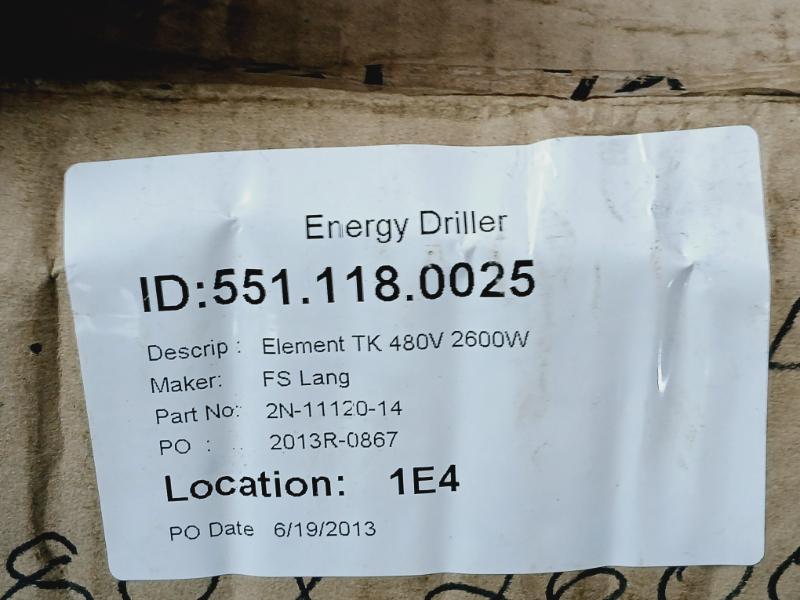 Energy Driller
ID:551.118.0025
Descrip : Element TK 480V 2600W
Maker: FS Lang
Part No: 2N-11120-14
PO : 2013R-0867
Location: 1E4
PO Date 6/19/2013